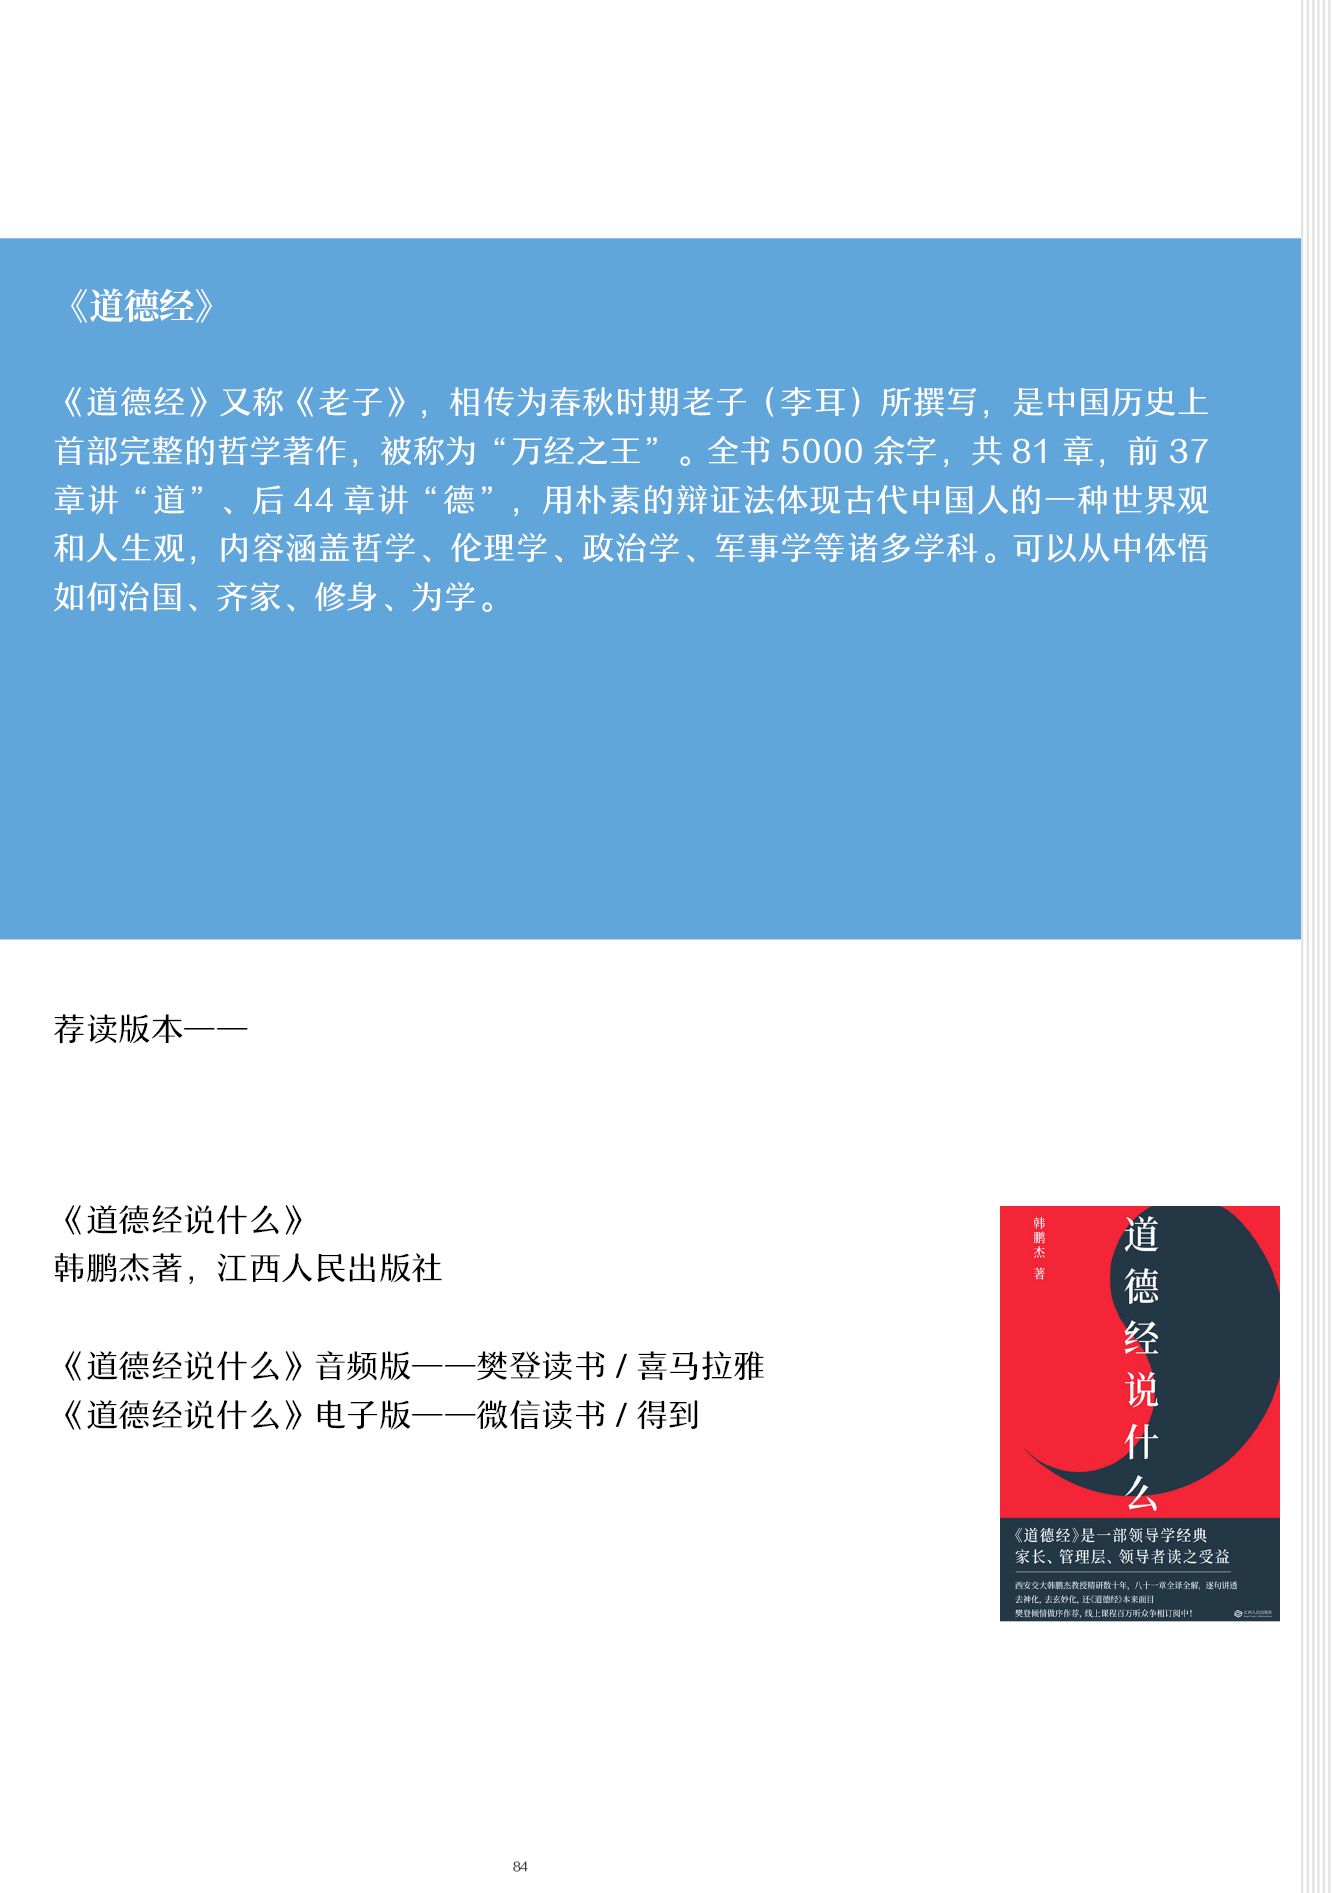 《道德经》
《道德经》又称《老子》，相传为春秋时期老子（李耳）所撰写，是中国历史上
首部完整的哲学著作，被称为“万经之王”。全书 5000 余字，共 81 章，前 37
章讲“道”、后 44 章讲“德”，用朴素的辩证法体现古代中国人的一种世界观
和人生观，内容涵盖哲学、伦理学、政治学、军事学等诸多学科。可以从中体悟
如何治国、齐家、修身、为学。
荐读版本——
《道德经说什么》
韩鹏杰著，江西人民出版社
《道德经说什么》音频版——樊登读书 / 喜马拉雅
《道德经说什么》电子版——微信读书 / 得到
韩鹏杰 著
道德经说什么
《道德经》是一部领导学经典
家长、管理层、领导者读之受益
西安交大韩鹏杰教授精研数十年，八十一章全译全解，逐句讲透
去神化，去玄妙化，还《道德经》本来面目
樊登倾情做序作荐，线上课程百万听众争相订阅中！
84